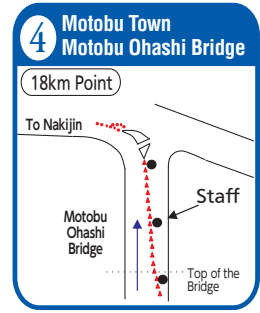 4
Motobu Town
Motobu Ohashi Bridge
18km Point
To Nakijin
Staff
Motobu
Ohashi
Bridge
Top of the
Bridge